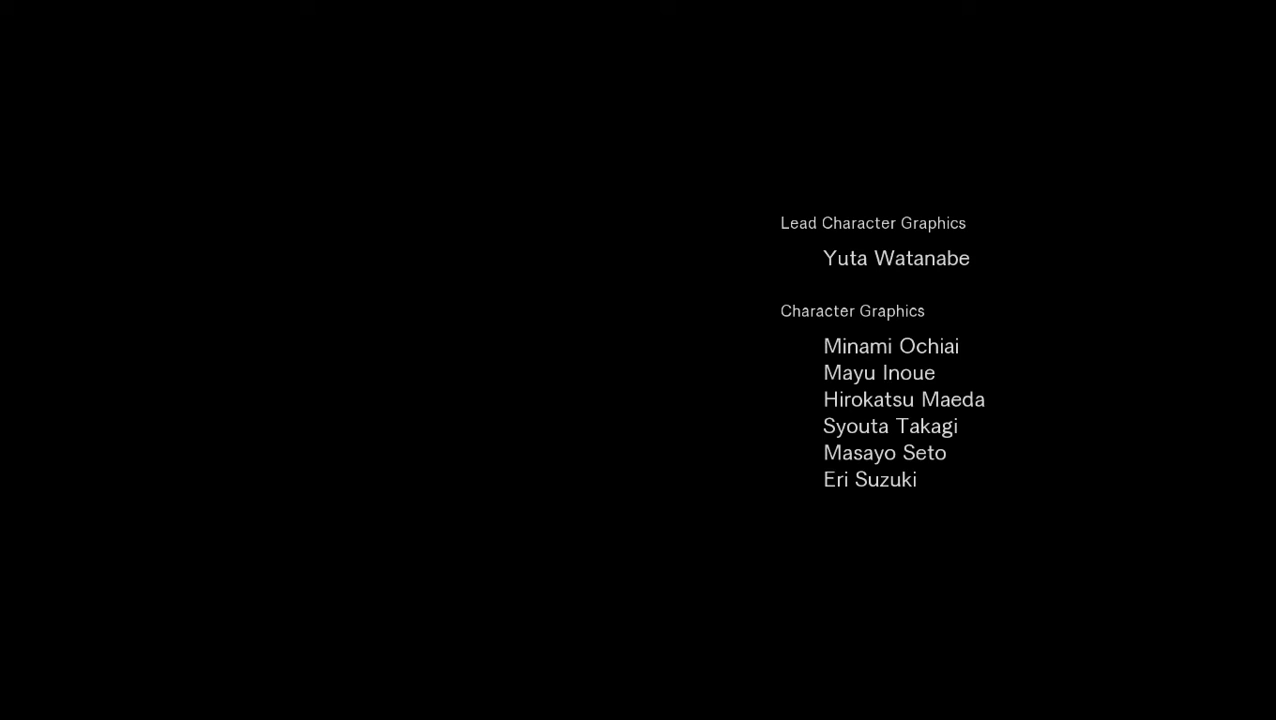 Lead Character Graphics
Yuta Watanabe
Character Graphics
Minami Ochiai
Mayu Inoue
Hirokatsu Maeda
Syouta Takagi
Masayo Seto
Eri Suzuki